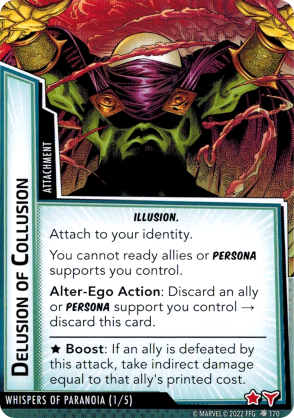 DELUSION OF COLLUSION
ATTACHMENT
ILLUSION.
Attach to your identity.
You cannot ready allies or PERSONA
supports you control.
Alter-Ego Action: Discard an ally
or PERSONA support you control →
discard this card.
★ Boost: If an ally is defeated by
this attack, take indirect damage
equal to that ally's printed cost.
WHISPERS OF PARANOIA (1/5)
© MARVEL © 2022 FFG 170